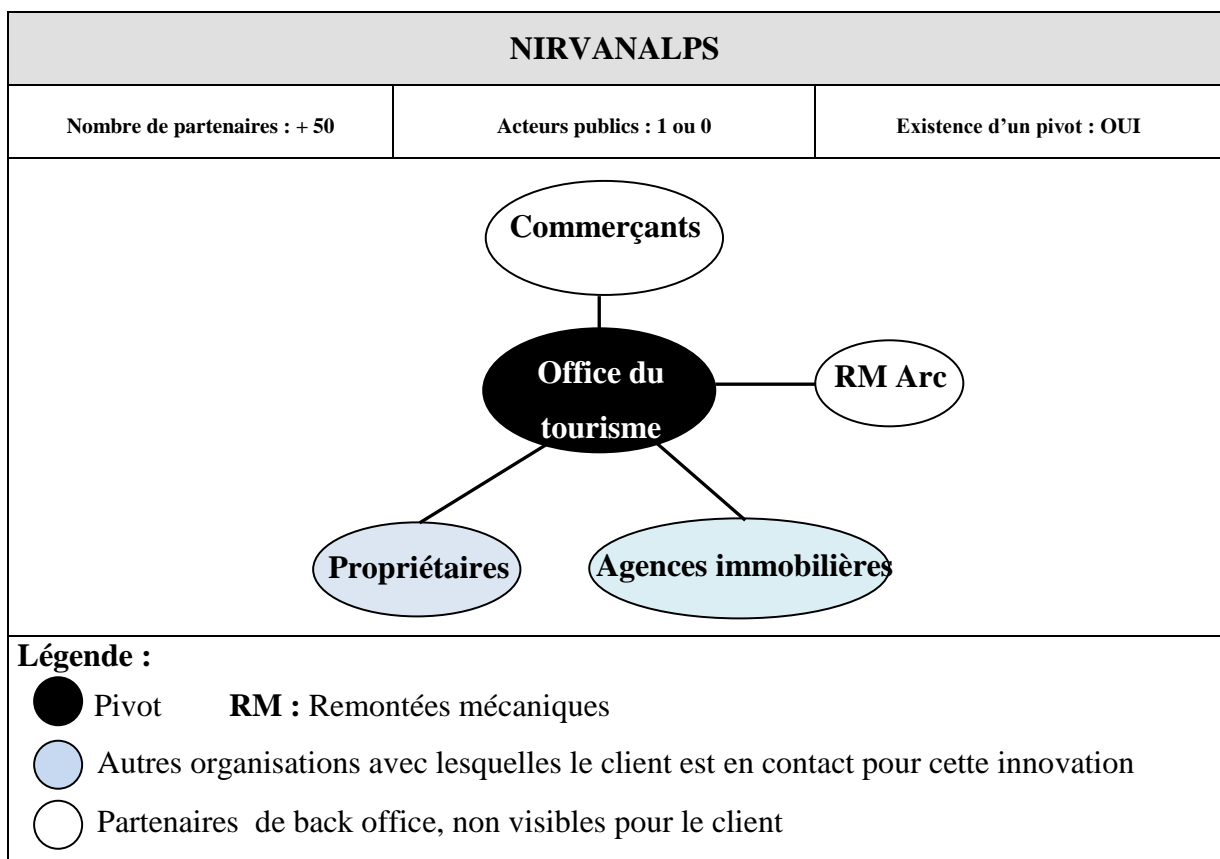 NIRVANALPS
Nombre de partenaires : + 50
Acteurs publics : 1 ou 0
Existence d'un pivot : OUI
Commerçants
Office du
tourisme
RM Arc
Propriétaires
Agences immobilières
Légende :
Pivot RM : Remontées mécaniques
Autres organisations avec lesquelles le client est en contact pour cette innovation
Partenaires de back office, non visibles pour le client